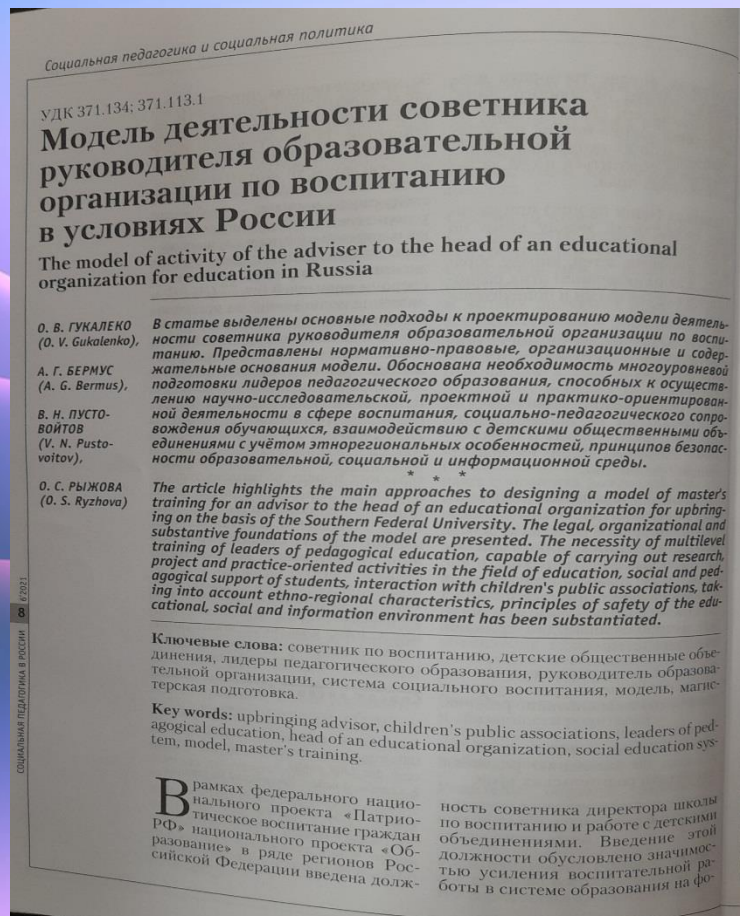 Социальная педагогика и социальная политика
УДК 371.134; 371.113.1
Модель деятельности советника
руководителя образовательной
организации по воспитанию
в условиях России
The model of activity of the adviser to the head of an educational
organization for education in Russia
О. В. ГУКАЛЕКО
(O. V. Gukalenko),
А. Г. БЕРМУС
(A. G. Bermus),
В. Н. ПУСТО-
ВОЙТОВ
(V. N. Pusto-
voitov),
О. С. РЫЖОВА
(O. S. Ryzhova)
В статье выделены основные подходы к проектированию модели деятель-
ности советника руководителя образовательной организации по воспи-
танию. Представлены нормативно-правовые, организационные и содер-
жательные основания модели. Обоснована необходимость многоуровневой
подготовки лидеров педагогического образования, способных к осуществ-
лению научно-исследовательской, проектной и практико-ориентирован-
ной деятельности в сфере воспитания, социально-педагогического сопро-
вождения обучающихся, взаимодействию с детскими общественными объ-
единениями с учётом этнорегиональных особенностей, принципов безопас-
ности образовательной, социальной и информационной среды.
* * *
The article highlights the main approaches to designing a model of master's
training for an advisor to the head of an educational organization for upbring-
ing on the basis of the Southern Federal University. The legal, organizational and
substantive foundations of the model are presented. The necessity of multilevel
training of leaders of pedagogical education, capable of carrying out research,
project and practice-oriented activities in the field of education, social and ped-
agogical support of students, interaction with children's public associations, tak-
ing into account ethno-regional characteristics, principles of safety of the edu-
cational, social and information environment has been substantiated.
Ключевые слова: советник по воспитанию, детские общественные объе-
динения, лидеры педагогического образования, руководитель образова-
тельной организации, система социального воспитания, модель, магис-
терская подготовка.
Key words: upbringing advisor, children's public associations, leaders of ped-
agogical education, head of an educational organization, social education sys-
tem, model, master's training.
В рамках федерального нацио-
нального проекта «Патрио-
тическое воспитание граждан
РФ» национального проекта «Об-
разование» в ряде регионов Рос-
сийской Федерации введена долж-
ность советника директора школы
по воспитанию и работе с детскими
объединениями. Введение этой
должности обусловлено значимос-
тью усиления воспитательной ра-
боты в системе образования на фо-
СОЦИАЛЬНАЯ ПЕДАГОГИКА В РОССИИ 8 6'2021